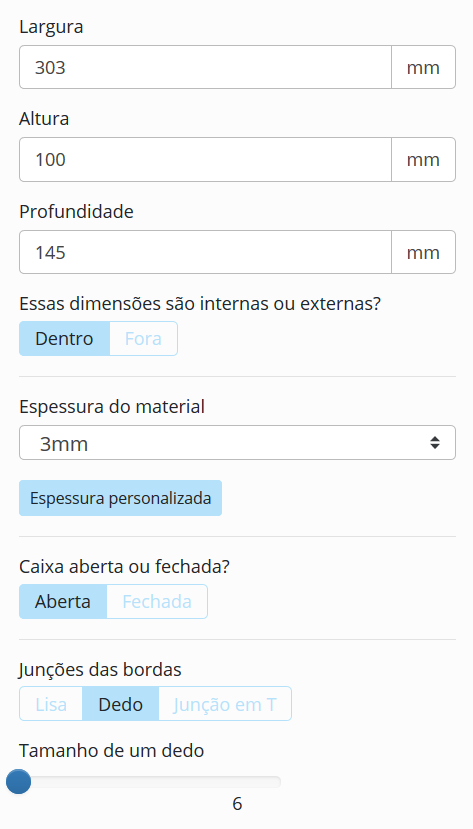 Largura
303 mm
Altura
100 mm
Profundidade
145 mm
Essas dimensões são internas ou externas?
Dentro Fora
Espessura do material
3mm
Espessura personalizada
Caixa aberta ou fechada?
Aberta Fechada
Junções das bordas
Lisa Dedo Junção em T
Tamanho de um dedo
6